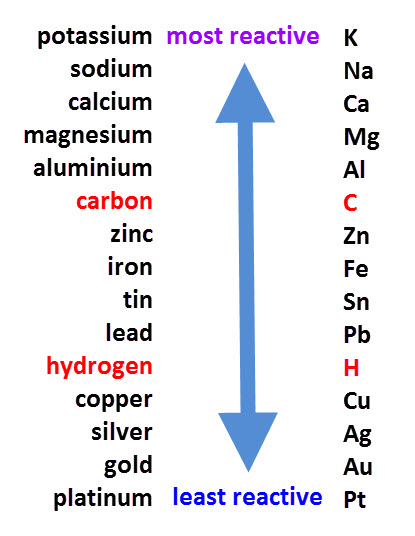 potassium most reactive K
sodium Na
calcium Ca
magnesium Mg
aluminium Al
carbon C
zinc Zn
iron Fe
tin Sn
lead Pb
hydrogen H
copper Cu
silver Ag
gold Au
platinum least reactive Pt